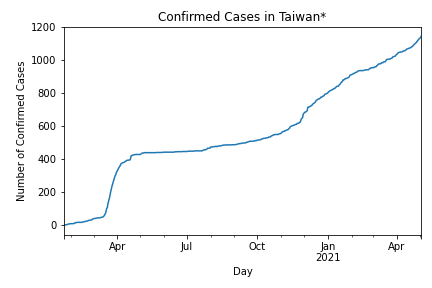 Confirmed Cases in Taiwan*
1200
1000
800
600
400
200
0
Number of Confirmed Cases
Apr
Jul
Oct
Jan
2021
Apr
Day